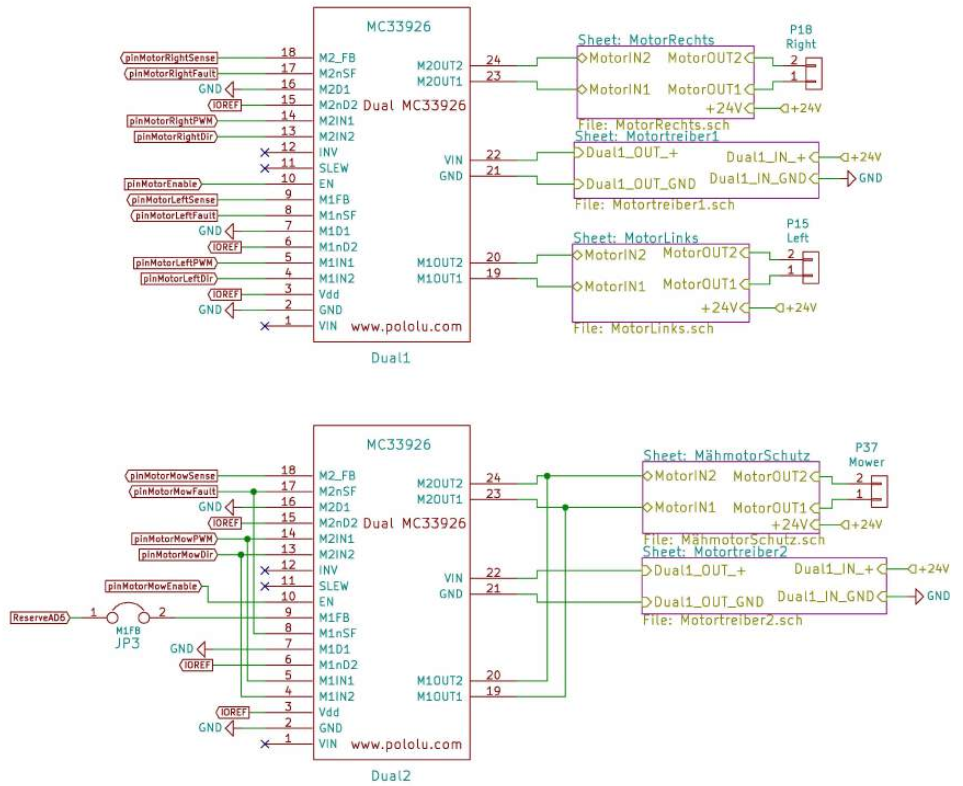 MC33926
pinMotorRightSense 18 M2_FB
pinMotorRightFault 17 M2nSF
GND 16 M2D1
IOREF 15 M2nD2
pinMotorRightPWM 14 M2IN1
pinMotorRightDir 13 M2IN2
12 INV
11 SLEW
pinMotorEnable 10 EN
pinMotorLeftSense 9 M1FB
pinMotorLeftFault 8 M1nSF
GND 7 M1D1
IOREF 6 M1nD2
pinMotorLeftPWM 5 M1IN1
pinMotorLeftDir 4 M1IN2
IOREF 3 Vdd
GND 2 GND
1 VIN
Dual MC33926
www.pololu.com
Dual1
M2OUT2 24
M2OUT1 23
VIN 22
GND 21
M1OUT2 20
M1OUT1 19
Sheet: MotorRechts
MotorIN2 MotorOUT2
MotorIN1 MotorOUT1
+24V +24V
File: MotorRechts.sch
P18
Right
2
1
Sheet: Motortreiber1
Dual1_OUT_+ Dual1_IN_+ +24V
Dual1_OUT_GND Dual1_IN_GND GND
File: Motortreiber1.sch
Sheet: MotorLinks
MotorIN2 MotorOUT2
MotorIN1 MotorOUT1
+24V +24V
File: MotorLinks.sch
P15
Left
2
1
MC33926
pinMotorMowSense 18 M2_FB
pinMotorMowFault 17 M2nSF
GND 16 M2D1
IOREF 15 M2nD2
pinMotorMowPWM 14 M2IN1
pinMotorMowDir 13 M2IN2
12 INV
11 SLEW
pinMotorMowEnable 10 EN
ReserveAD6 1 2 9 M1FB
M1FB
JP3
8 M1nSF
GND 7 M1D1
IOREF 6 M1nD2
5 M1IN1
4 M1IN2
IOREF 3 Vdd
GND 2 GND
1 VIN
Dual MC33926
www.pololu.com
Dual2
M2OUT2 24
M2OUT1 23
VIN 22
GND 21
M1OUT2 20
M1OUT1 19
Sheet: MähmotorSchutz
MotorIN2 MotorOUT2
MotorIN1 MotorOUT1
+24V +24V
File: MähmotorSchutz.sch
P37
Mower
2
1
Sheet: Motortreiber2
Dual1_OUT_+ Dual1_IN_+ +24V
Dual1_OUT_GND Dual1_IN_GND GND
File: Motortreiber2.sch